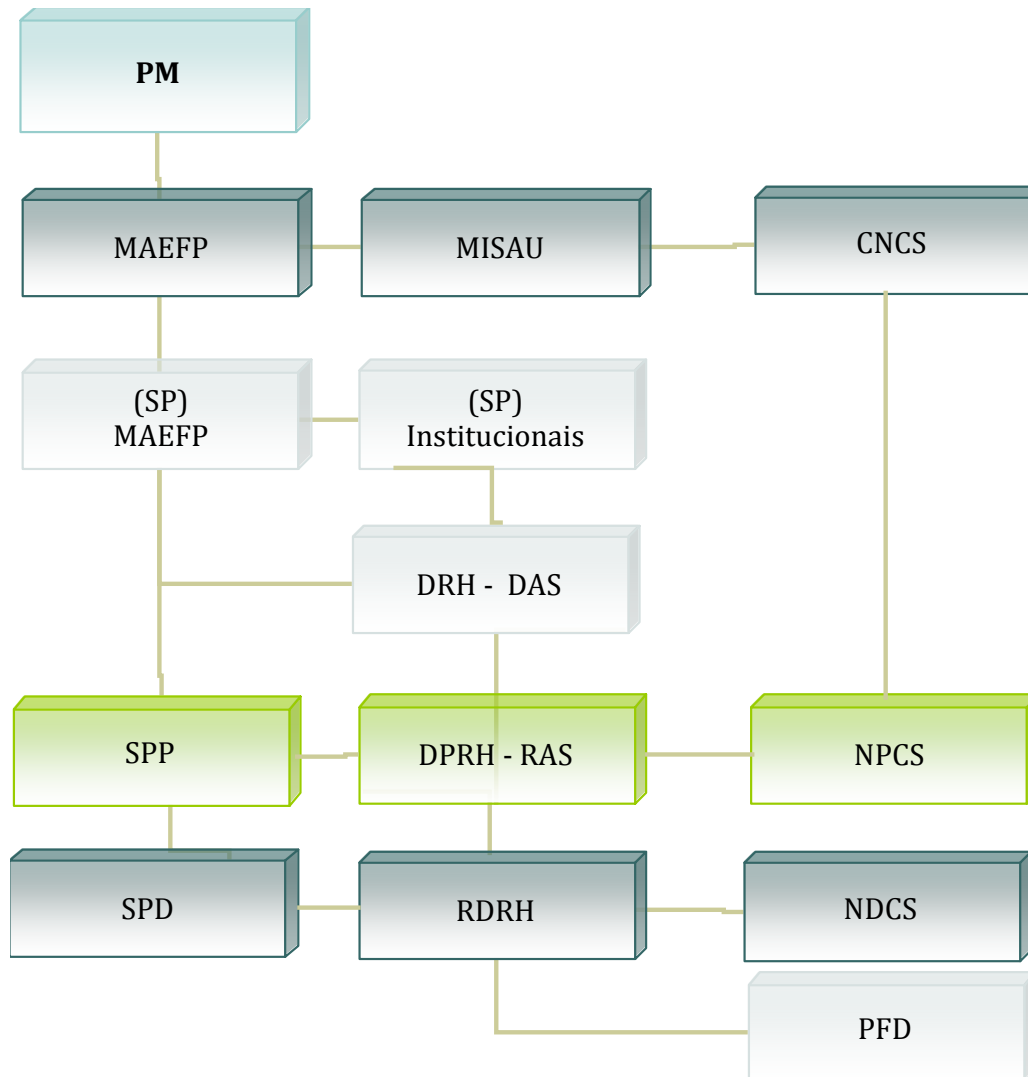 PM
MAEFP
MISAU
CNCS
(SP)
MAEFP
(SP)
Institucionais
DRH - DAS
SPP
DPRH - RAS
NPCS
SPD
RDRH
NDCS
PFD